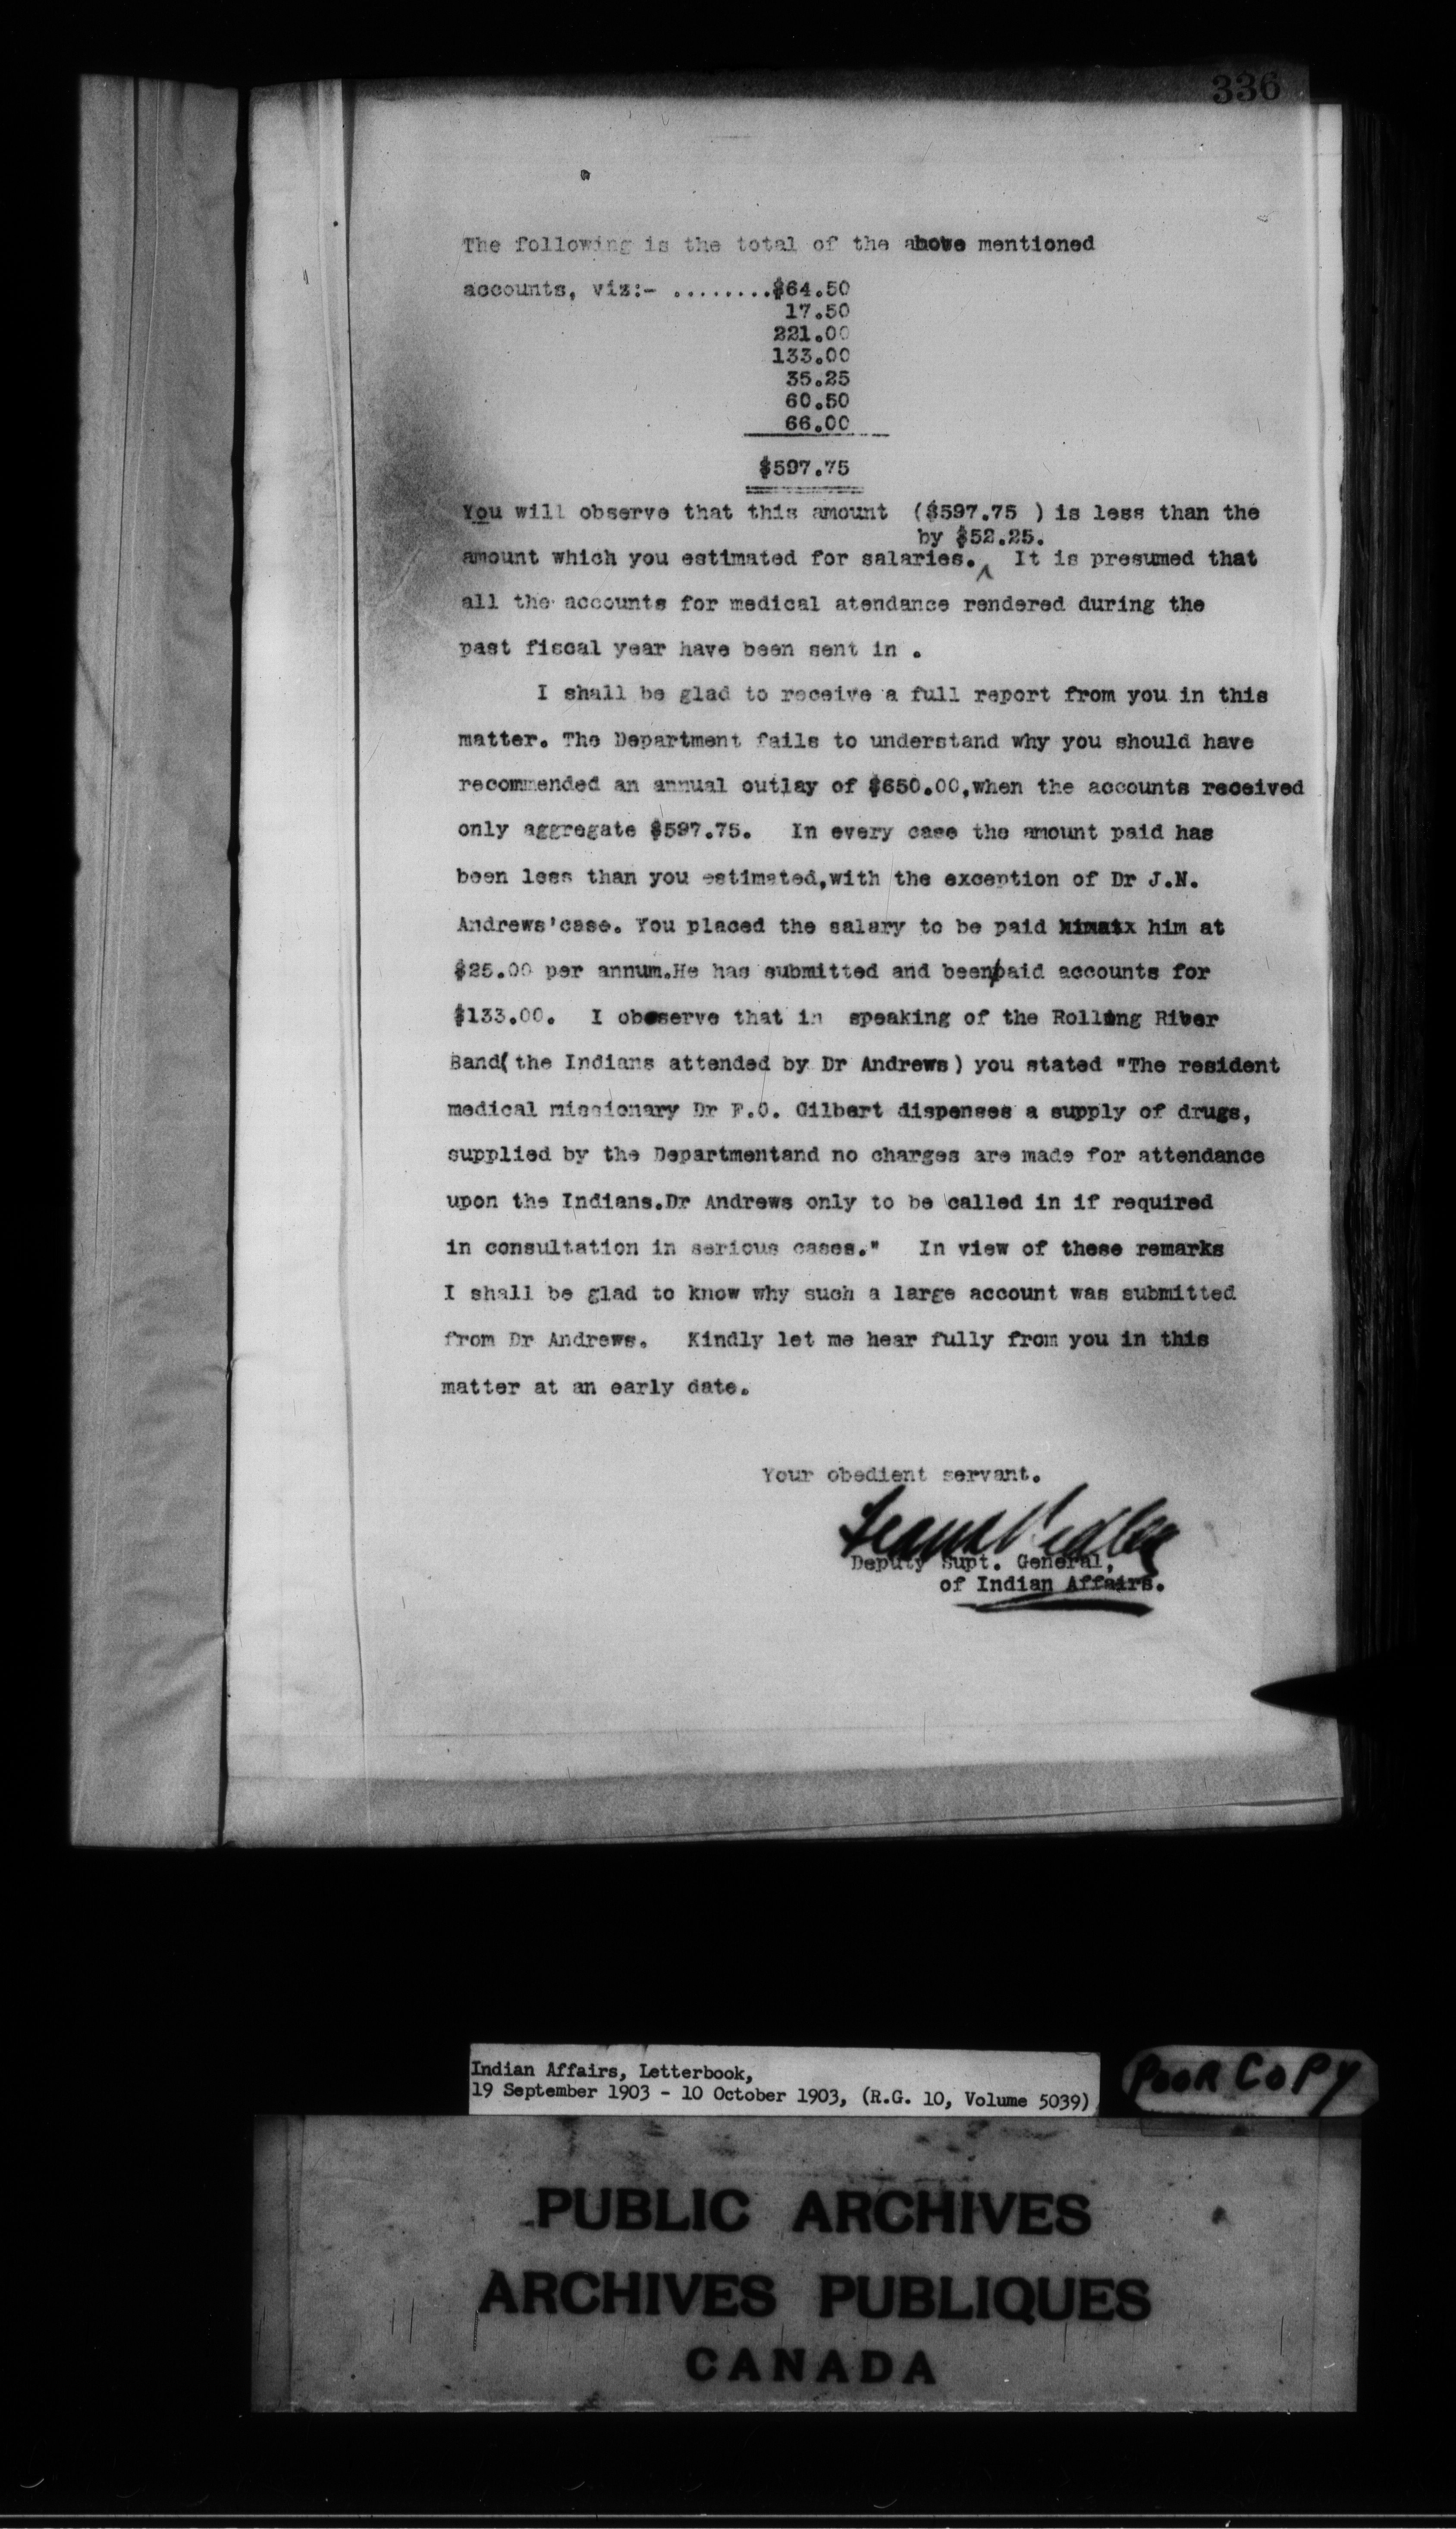 336
The following is the total of the above mentioned
accounts, viz:- ........$64.50
17.50
221.00
133.00
35.25
60.50
66.00
$597.75
You will observe that this amount ($597.75 ) is less than the
by $52.25.
amount which you estimated for salaries.^ It is presumed that
all the accounts for medical atendance rendered during the
past fiscal year have been sent in .
I shall be glad to receive a full report from you in this
matter. The Department fails to understand why you should have
recommended an annual outlay of $650.00,when the accounts received
only aggregate $597.75. In every case the amount paid has
been less than you estimated,with the exception of Dr J.N.
Andrews'case. You placed the salary to be paid him at
$25.00 per annum.He has submitted and been/paid accounts for
$133.00. I observe that in speaking of the Rolling River
Band(the Indians attended by Dr Andrews) you stated "The resident
medical missionary Dr F.O. Gilbart dispenses a supply of drugs,
supplied by the Departmentand no charges are made for attendance
upon the Indians.Dr Andrews only to be called in if required
in consultation in serious cases." In view of these remarks
I shall be glad to know why such a large account was submitted
from Dr Andrews. Kindly let me hear fully from you in this
matter at an early date.
Your obedient servant.
Frank Pedley
Deputy Supt. General,
of Indian Affairs.
Indian Affairs, Letterbook,
19 September 1903 - 10 October 1903, (R.G. 10, Volume 5039)
POOR COPY
PUBLIC ARCHIVES
ARCHIVES PUBLIQUES
CANADA